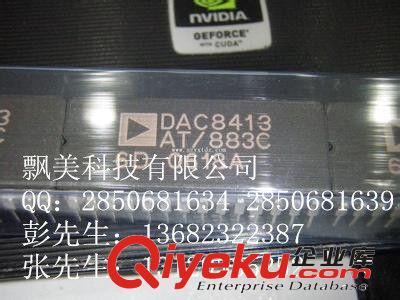 NVIDIA
GEFORCE
WITH CUDA
DAC8413
AT/883C
飘美科技有限公司
QQ: 2850681634 2850681639
彭先生: 13682322387
张先生
Qiyeku.com
企业库
Enterprise Database